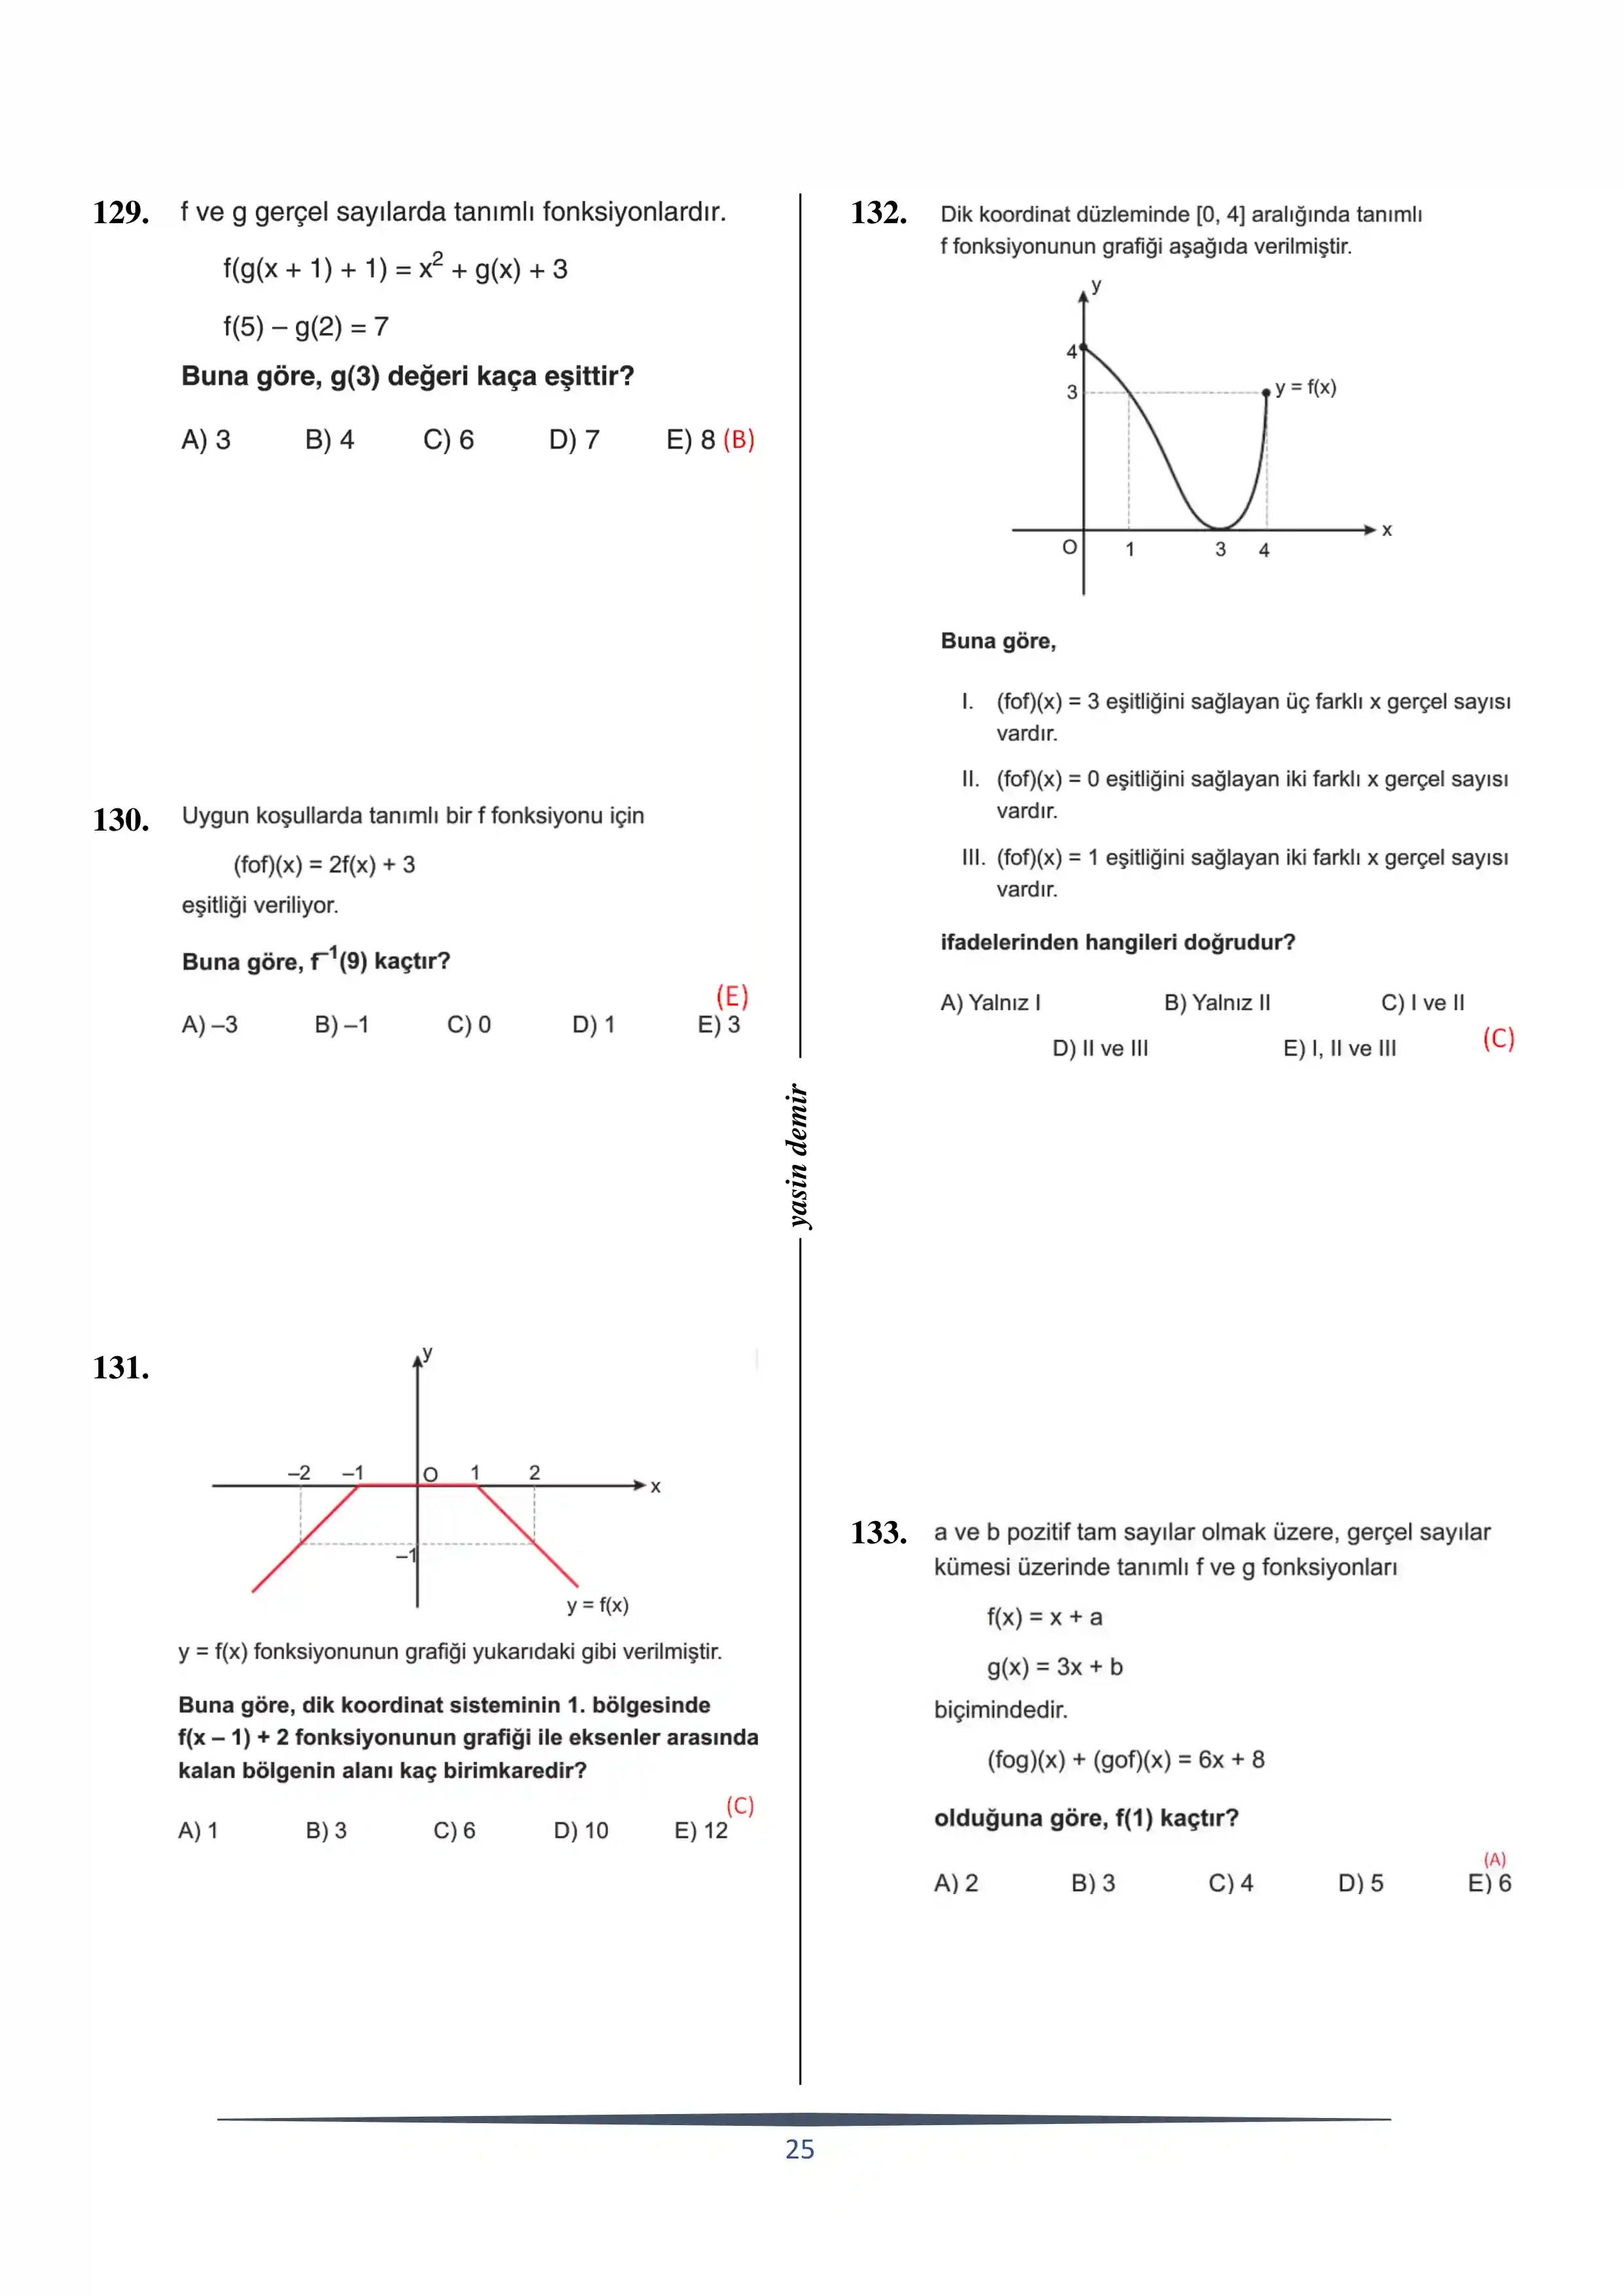 129. f ve g gerçel sayılarda tanımlı fonksiyonlardır.
f(g(x + 1) + 1) = x² + g(x) + 3
f(5) – g(2) = 7
Buna göre, g(3) değeri kaça eşittir?
A) 3 B) 4 C) 6 D) 7 E) 8 (B)
130. Uygun koşullarda tanımlı bir f fonksiyonu için
(fof)(x) = 2f(x) + 3
eşitliği veriliyor.
Buna göre, f⁻¹(9) kaçtır?
(E)
A) –3 B) –1 C) 0 D) 1 E) 3
131.
y
–2 –1 O 1 2
x
–1
y = f(x)
y = f(x) fonksiyonunun grafiği yukarıdaki gibi verilmiştir.
Buna göre, dik koordinat sisteminin 1. bölgesinde
f(x – 1) + 2 fonksiyonunun grafiği ile eksenler arasında
kalan bölgenin alanı kaç birimkaredir?
(C)
A) 1 B) 3 C) 6 D) 10 E) 12
yasin demir
132. Dik koordinat düzleminde [0, 4] aralığında tanımlı
f fonksiyonunun grafiği aşağıda verilmiştir.
y
4
3
y = f(x)
x
O 1 3 4
Buna göre,
I. (fof)(x) = 3 eşitliğini sağlayan üç farklı x gerçel sayısı
vardır.
II. (fof)(x) = 0 eşitliğini sağlayan iki farklı x gerçel sayısı
vardır.
III. (fof)(x) = 1 eşitliğini sağlayan iki farklı x gerçel sayısı
vardır.
ifadelerinden hangileri doğrudur?
A) Yalnız I B) Yalnız II C) I ve II
D) II ve III E) I, II ve III (C)
133. a ve b pozitif tam sayılar olmak üzere, gerçel sayılar
kümesi üzerinde tanımlı f ve g fonksiyonları
f(x) = x + a
g(x) = 3x + b
biçimindedir.
(fog)(x) + (gof)(x) = 6x + 8
olduğuna göre, f(1) kaçtır?
(A)
A) 2 B) 3 C) 4 D) 5 E) 6
25